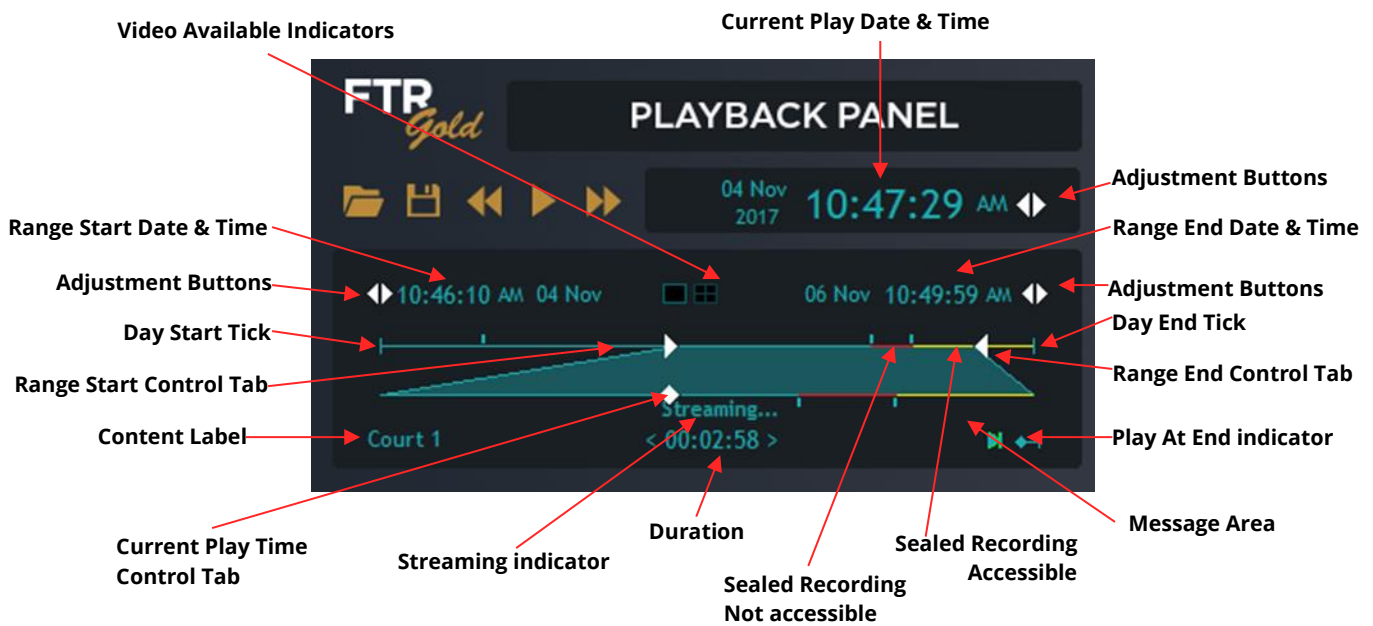 Current Play Date & Time
Video Available Indicators
FTR
Gold
PLAYBACK PANEL
04 Nov
2017
10:47:29 AM
Adjustment Buttons
Range Start Date & Time
Range End Date & Time
Adjustment Buttons
10:46:10 AM 04 Nov
06 Nov 10:49:59 AM
Adjustment Buttons
Day Start Tick
Day End Tick
Range Start Control Tab
Range End Control Tab
Streaming...
Content Label
Court 1
< 00:02:58 >
Play At End indicator
Current Play Time
Control Tab
Streaming indicator
Duration
Sealed Recording
Not accessible
Sealed Recording
Accessible
Message Area